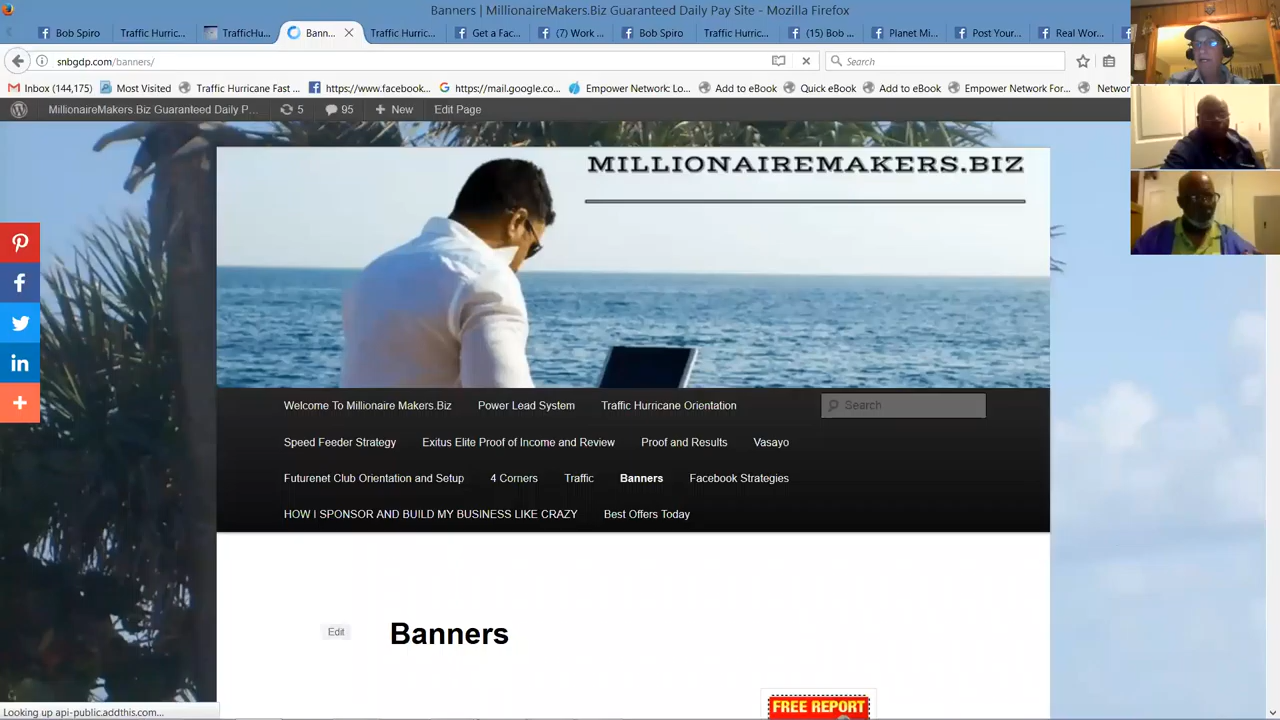 Banners | MillionaireMakers.Biz Guaranteed Daily Pay Site - Mozilla Firefox
Bob Spiro
Traffic Hurric...
TrafficHu...
Bann...
Traffic Hurric...
Get a Fac...
(7) Work ...
Bob Spiro
Traffic Hurric...
(15) Bob ...
Planet Mi...
Post Your...
Real Wor...
snbgdp.com/banners/
Search
Inbox (144,175)
Most Visited
Traffic Hurricane Fast ...
https://www.facebook...
https://mail.google.co...
Empower Network: Lo...
Add to eBook
Quick eBook
Add to eBook
Empower Network For...
Networ
MillionaireMakers.Biz Guaranteed Daily P...
5
95
New
Edit Page
MILLIONAIREMAKERS.BIZ
Welcome To Millionaire Makers.Biz
Power Lead System
Traffic Hurricane Orientation
Search
Speed Feeder Strategy
Exitus Elite Proof of Income and Review
Proof and Results
Vasayo
Futurenet Club Orientation and Setup
4 Corners
Traffic
Banners
Facebook Strategies
HOW I SPONSOR AND BUILD MY BUSINESS LIKE CRAZY
Best Offers Today
Edit
Banners
FREE REPORT
Looking up api-public.addthis.com...